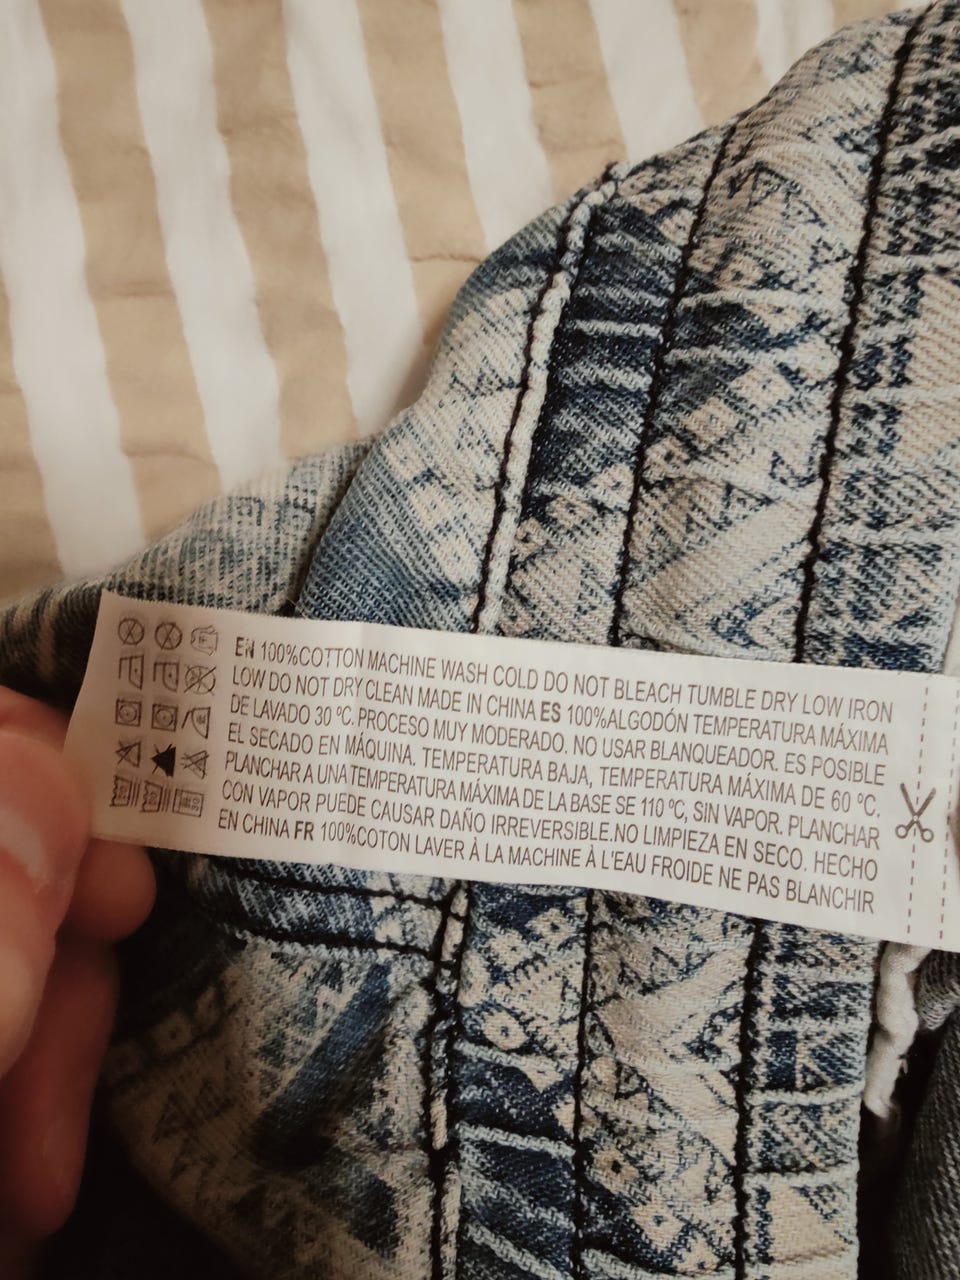 EN 100%COTTON MACHINE WASH COLD DO NOT BLEACH TUMBLE DRY LOW IRON
LOW DO NOT DRY CLEAN MADE IN CHINA ES 100%ALGODÓN TEMPERATURA MÁXIMA
DE LAVADO 30 ºC. PROCESO MUY MODERADO. NO USAR BLANQUEADOR. ES POSIBLE
EL SECADO EN MÁQUINA. TEMPERATURA BAJA, TEMPERATURA MÁXIMA DE 60 ºC.
PLANCHAR A UNA TEMPERATURA MÁXIMA DE LA BASE SE 110 ºC, SIN VAPOR. PLANCHAR
CON VAPOR PUEDE CAUSAR DAÑO IRREVERSIBLE.NO LIMPIEZA EN SECO. HECHO
EN CHINA FR 100%COTON LAVER À LA MACHINE À L'EAU FROIDE NE PAS BLANCHIR